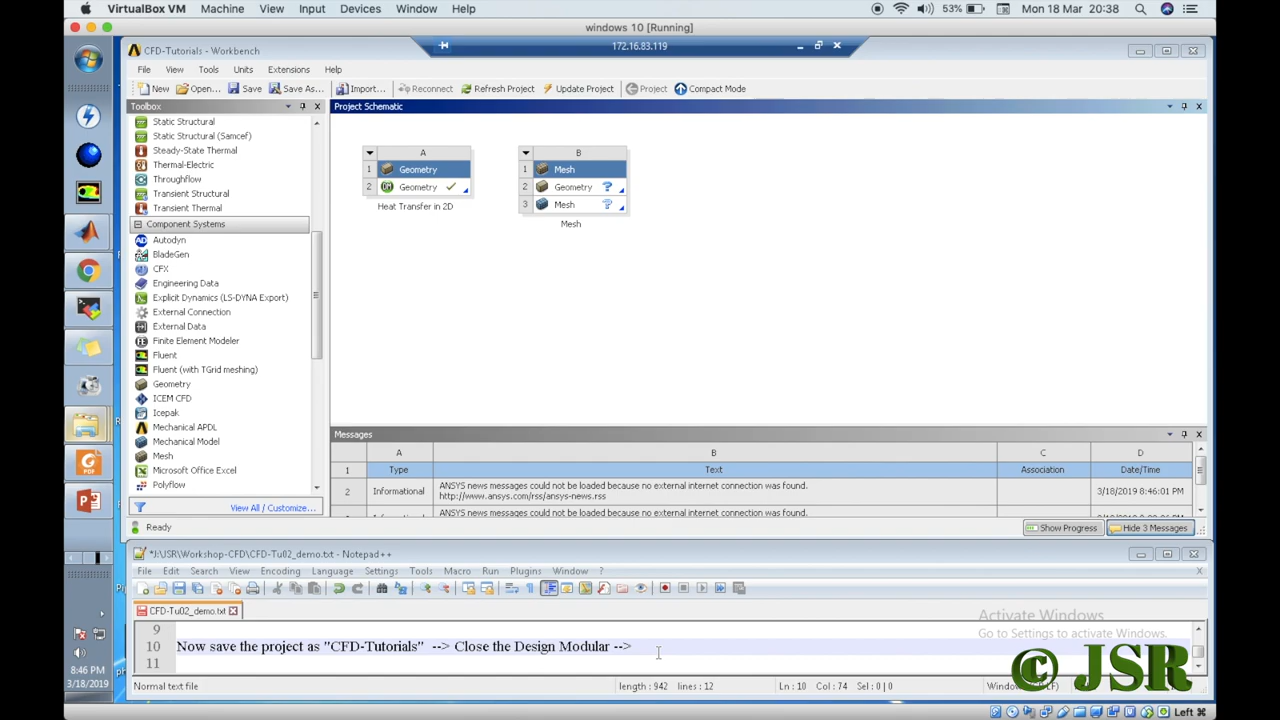 VirtualBox VM Machine View Input Devices Window Help 53% Mon 18 Mar 20:38
windows 10 [Running]
CFD-Tutorials - Workbench
172.16.83.119
File View Tools Units Extensions Help
New Open... Save Save As... Import... Reconnect Refresh Project Update Project Project Compact Mode
Toolbox
Project Schematic
Static Structural
Static Structural (Samcef)
Steady-State Thermal
Thermal-Electric
Throughflow
Transient Structural
Transient Thermal
Component Systems
Autodyn
BladeGen
CFX
Engineering Data
Explicit Dynamics (LS-DYNA Export)
External Connection
External Data
Finite Element Modeler
Fluent
Fluent (with TGrid meshing)
Geometry
ICEM CFD
Icepak
Mechanical APDL
Mechanical Model
Mesh
Microsoft Office Excel
Polyflow
View All / Customize...
A
1 Geometry
2 Geometry
Heat Transfer in 2D
B
1 Mesh
2 Geometry
3 Mesh
Mesh
Messages
A B C D
1 Type Text Association Date/Time
2 Informational ANSYS news messages could not be loaded because no external internet connection was found. 3/18/2019 8:46:01 PM
http://www.ansys.com/rss/ansys-news.rss
ANSYS news messages could not be loaded because no external internet connection was found.
Ready
Show Progress Hide 3 Messages
*J:\JSR\Workshop-CFD\CFD-Tu02_demo.txt - Notepad++
File Edit Search View Encoding Language Settings Tools Macro Run Plugins Window ? X
CFD-Tu02_demo.txt
9
10 Now save the project as "CFD-Tutorials" --> Close the Design Modular -->
11
Activate Windows
Go to Settings to activate Windows.
© JSR
Normal text file length : 942 lines : 12 Ln : 10 Col : 74 Sel : 0 | 0
8:46 PM
3/18/2019
Left ⌘